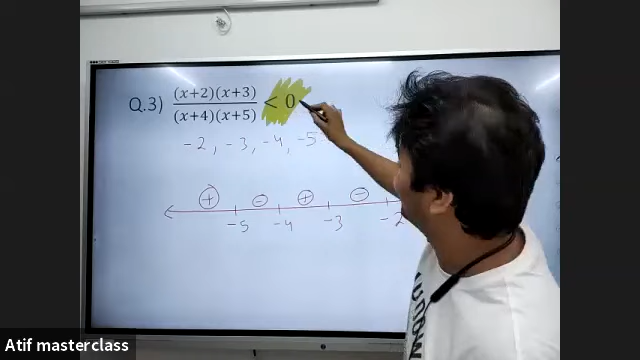 Q.3) (x+2)(x+3) / (x+4)(x+5) < 0
-2, -3, -4, -5
+ - + -
-5 -4 -3 -2
Atif masterclass